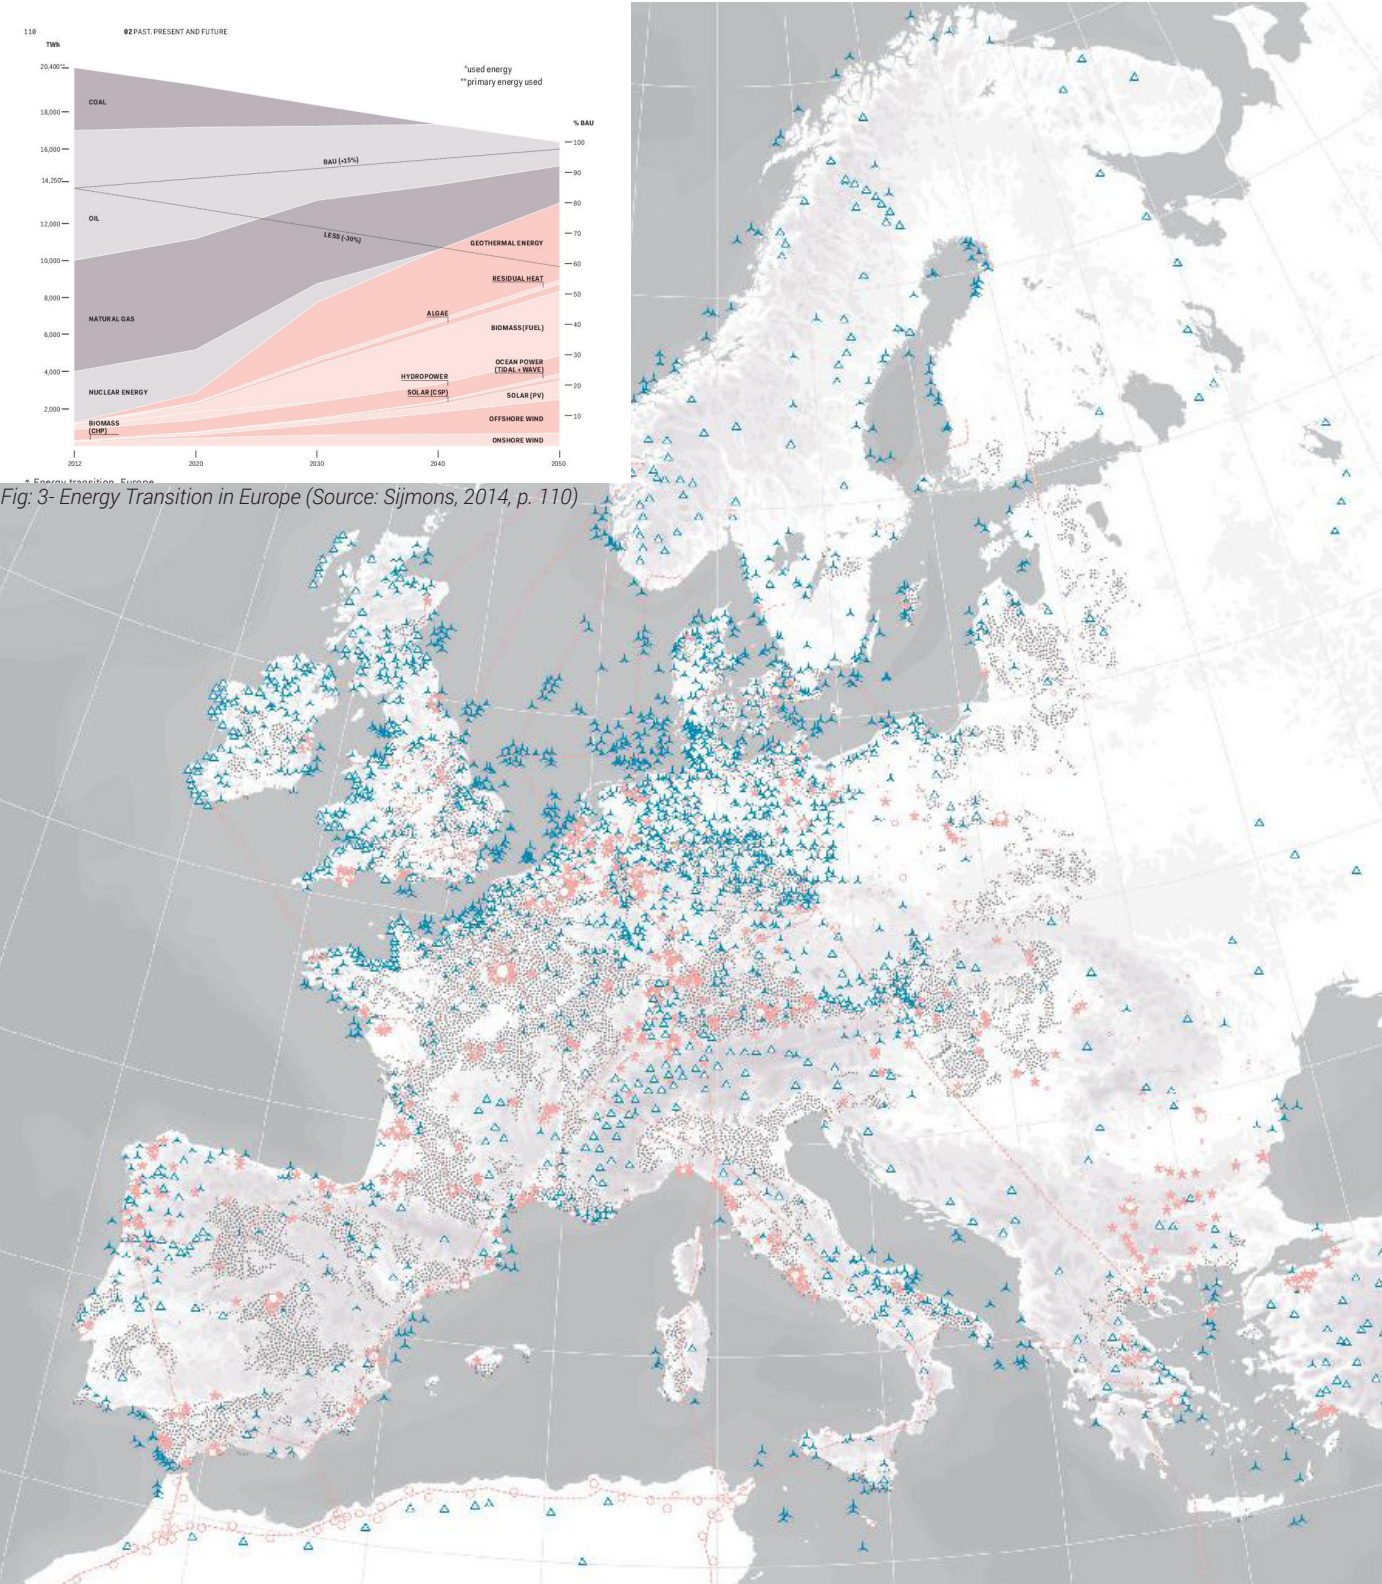 110
02 PAST. PRESENT AND FUTURE
TWh
20,400**
*used energy
**primary energy used
COAL
18,000
% BAU
16,000
100
BAU (+15%)
14,250*
90
80
OIL
12,000
LESS (-30%)
70
GEOTHERMAL ENERGY
10,000
60
RESIDUAL HEAT
8,000
50
ALGAE
NATURAL GAS
BIOMASS (FUEL)
40
6,000
30
OCEAN POWER
(TIDAL + WAVE)
4,000
HYDROPOWER
20
NUCLEAR ENERGY
SOLAR (CSP)
SOLAR (PV)
2,000
10
BIOMASS
(CHP)
OFFSHORE WIND
ONSHORE WIND
2012
2020
2030
2040
2050
Energy transition, Europe
Fig: 3- Energy Transition in Europe (Source: Sijmons, 2014, p. 110)